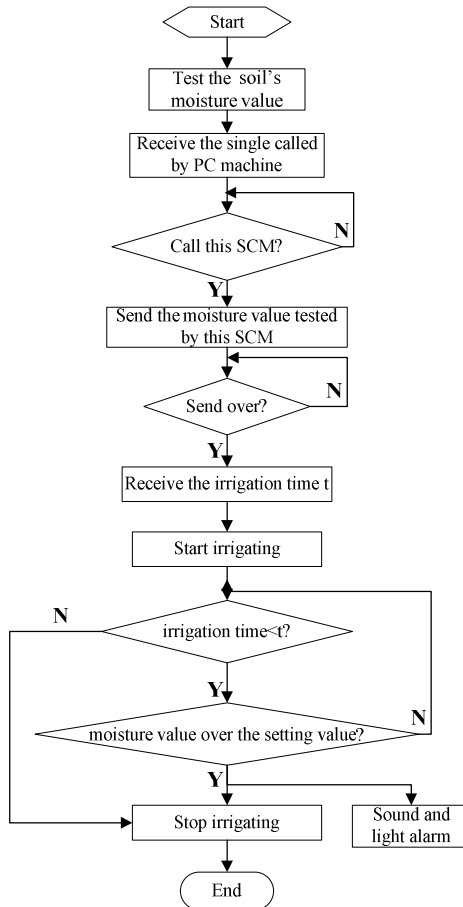 Start
Test the soil's
moisture value
Receive the single called
by PC machine
N
Call this SCM?
Y
Send the moisture value tested
by this SCM
N
Send over?
Y
Receive the irrigation time t
Start irrigating
N
irrigation time<t?
Y
N
moisture value over the setting value?
Y
Stop irrigating
Sound and
light alarm
End